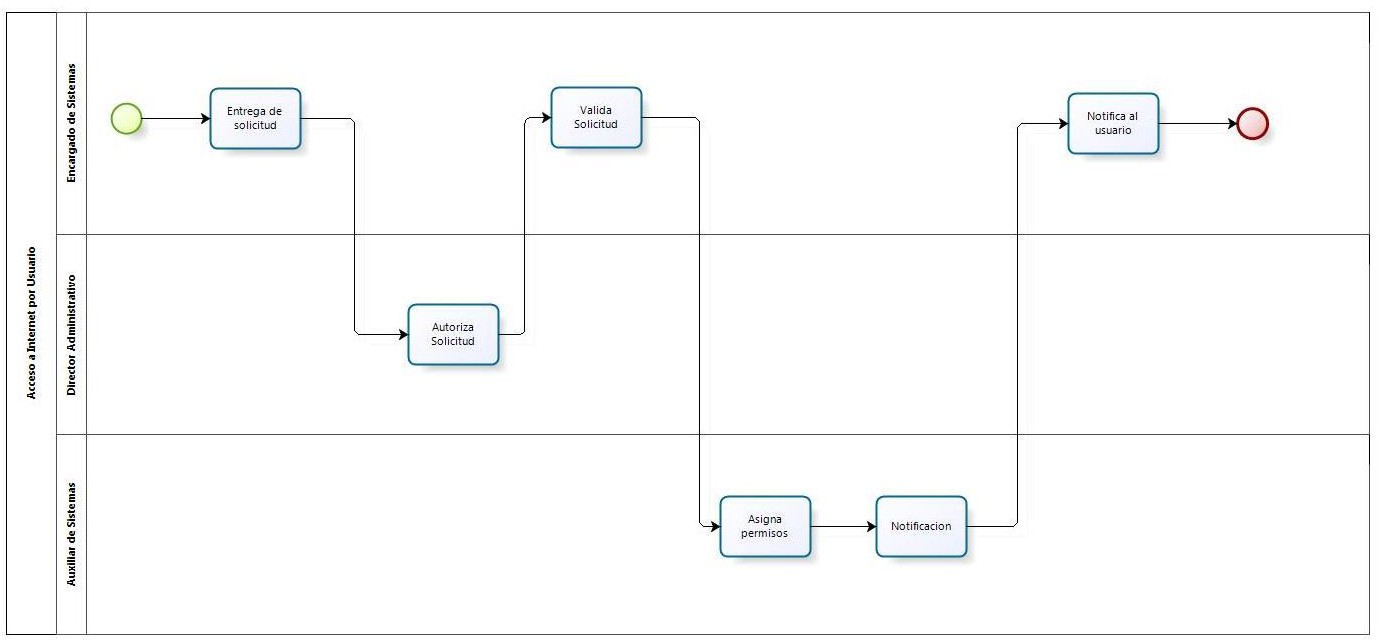 Acceso a Internet por Usuario
Encargado de Sistemas
Entrega de
solicitud
Valida
Solicitud
Notifica al
usuario
Director Administrativo
Autoriza
Solicitud
Auxiliar de Sistemas
Asigna
permisos
Notificacion